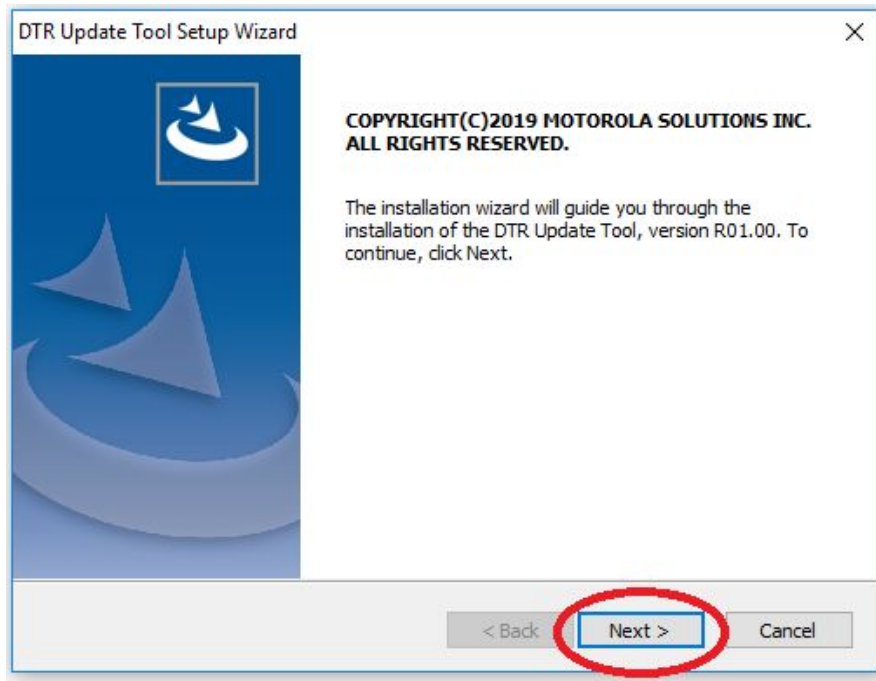 DTR Update Tool Setup Wizard
COPYRIGHT(C)2019 MOTOROLA SOLUTIONS INC.
ALL RIGHTS RESERVED.
The installation wizard will guide you through the
installation of the DTR Update Tool, version R01.00. To
continue, click Next.
< Back Next > Cancel